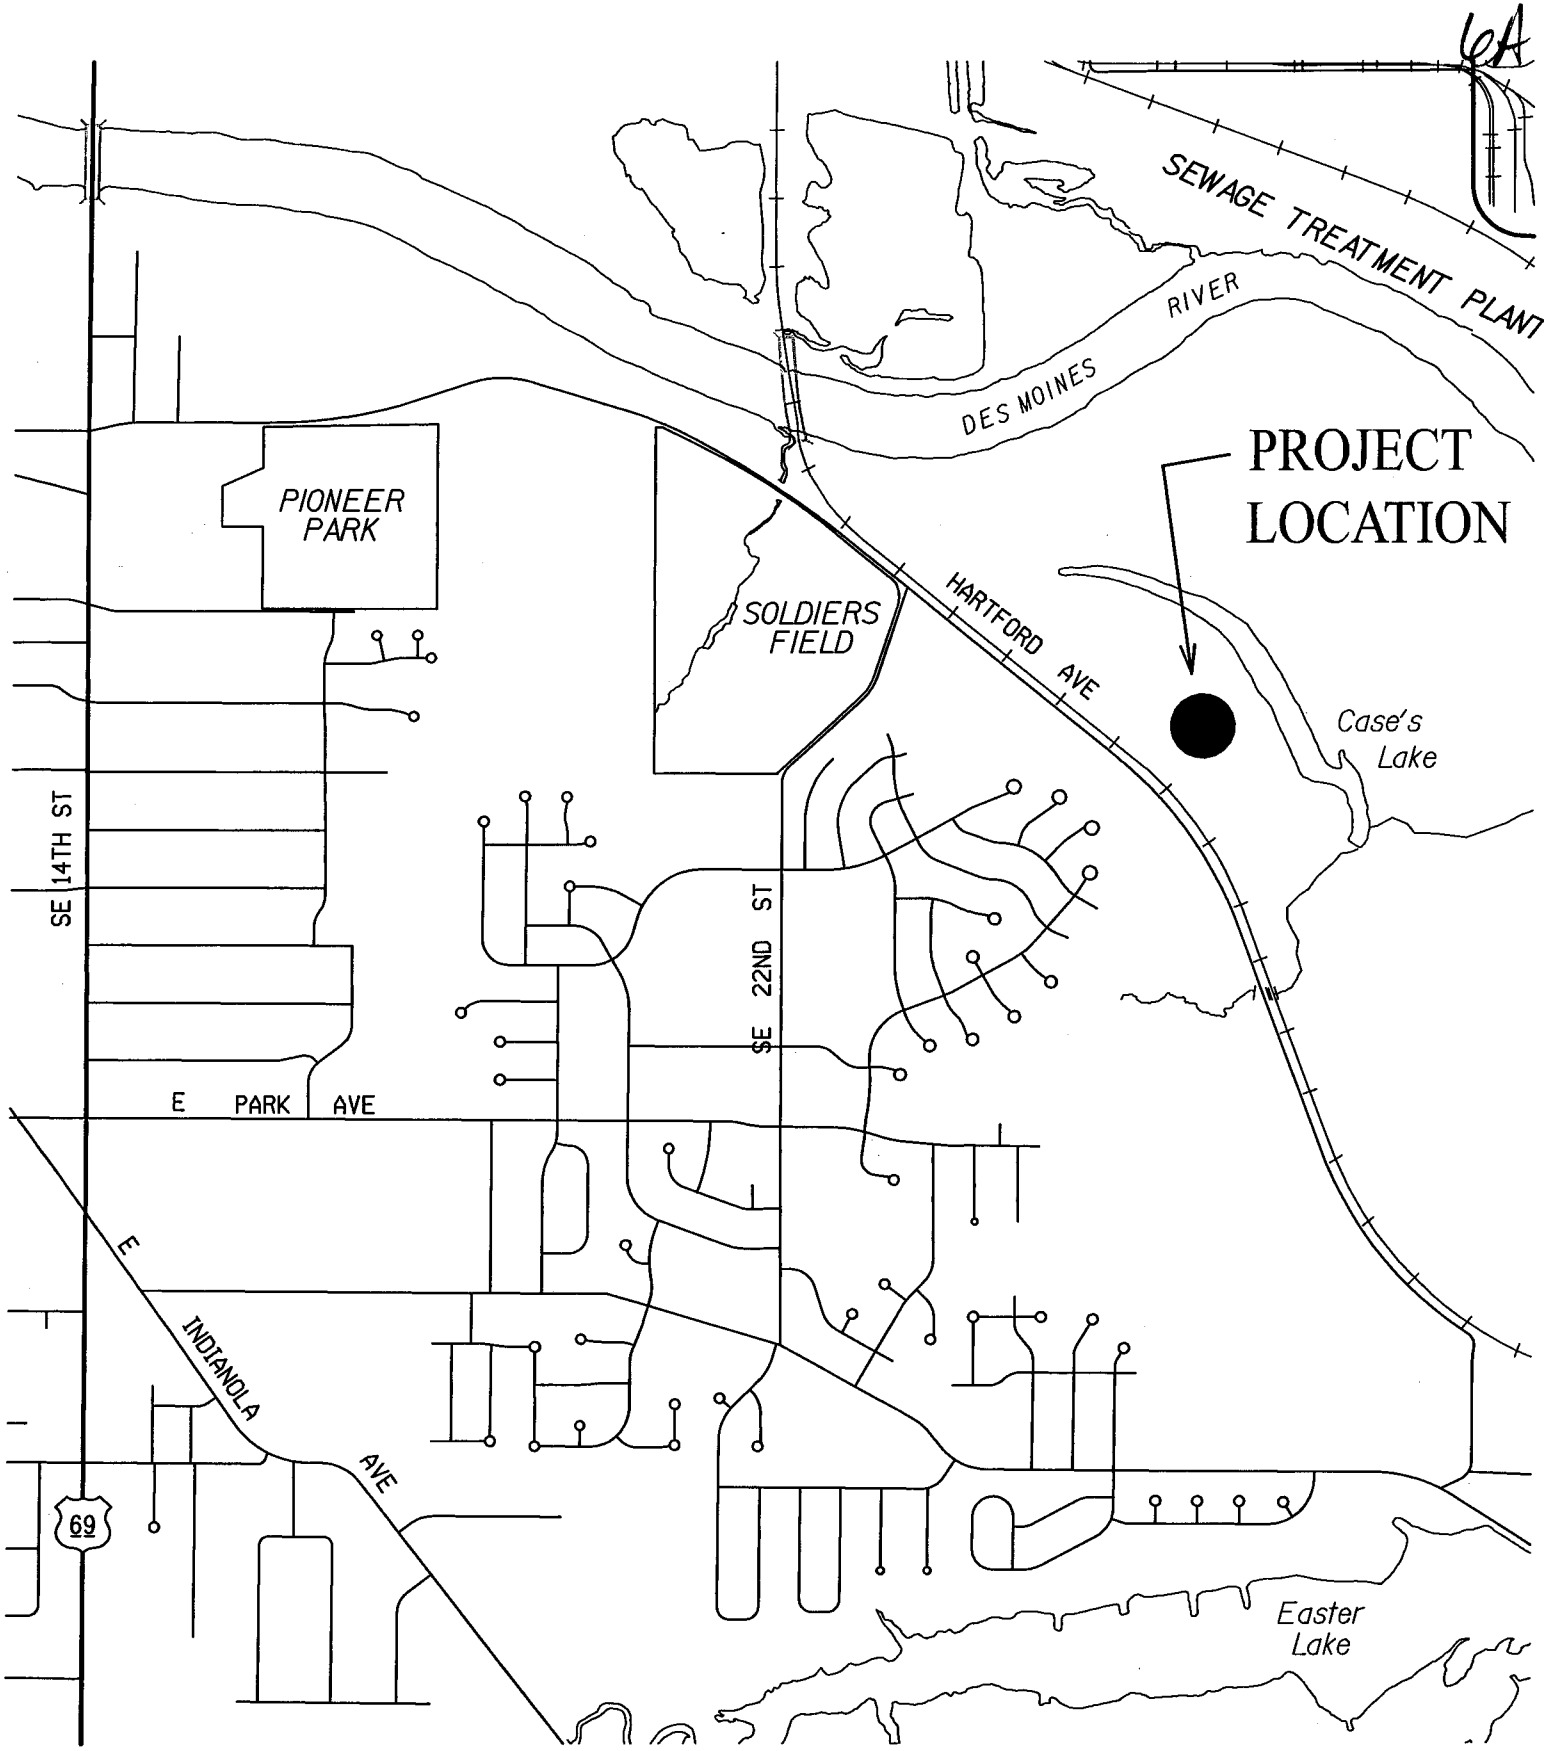 6A
SEWAGE TREATMENT PLANT
RIVER
DES MOINES
PROJECT
LOCATION
PIONEER
PARK
SOLDIERS
FIELD
HARTFORD AVE
Case's
Lake
SE 14TH ST
SE 22ND ST
E PARK AVE
E INDIANOLA AVE
69
Easter
Lake